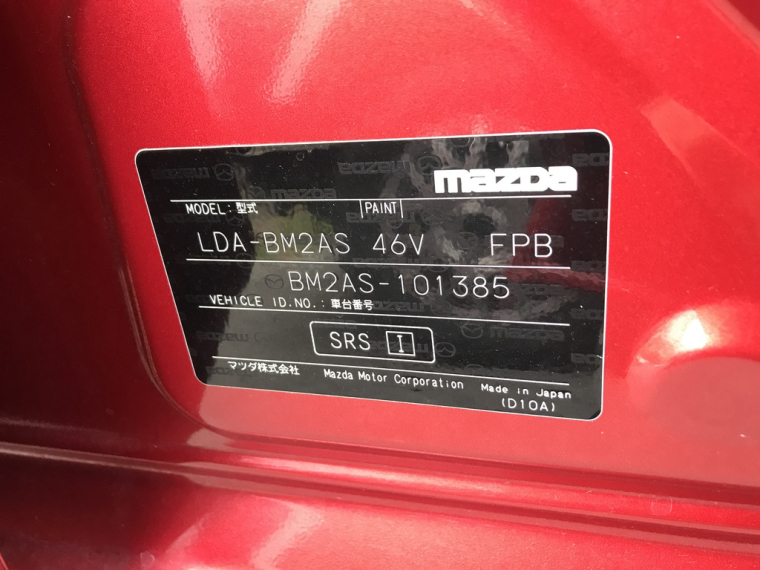 mazda
MODEL: 型式 PAINT
LDA-BM2AS 46V FPB
BM2AS-101385
VEHICLE ID.NO.: 車台番号
SRS I
マツダ株式会社 Mazda Motor Corporation Made in Japan
(D10A)